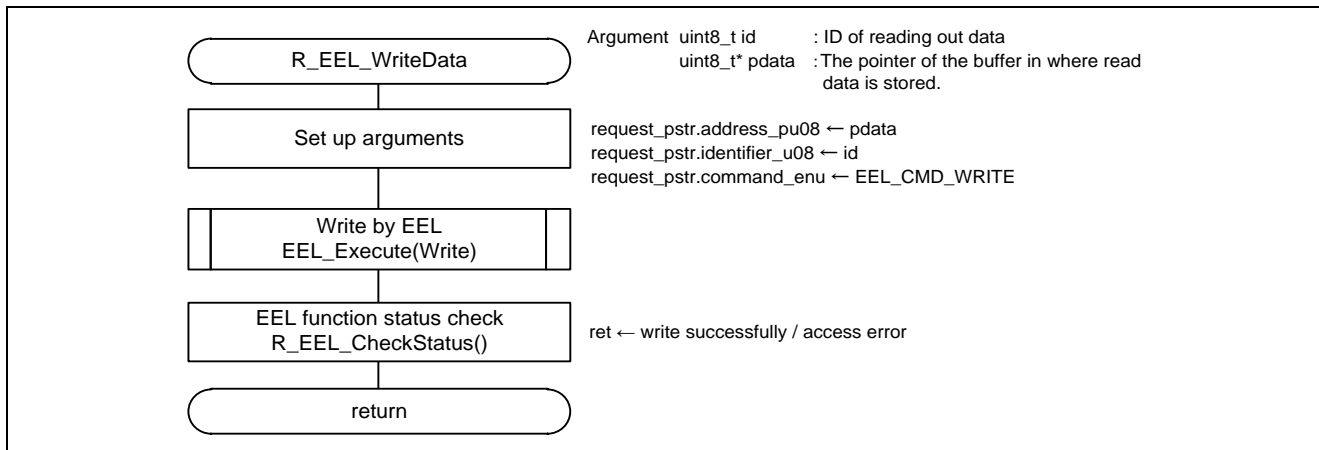 R_EEL_WriteData
Argument uint8_t id : ID of reading out data
uint8_t* pdata : The pointer of the buffer in where read
data is stored.
Set up arguments
request_pstr.address_pu08 ← pdata
request_pstr.identifier_u08 ← id
request_pstr.command_enu ← EEL_CMD_WRITE
Write by EEL
EEL_Execute(Write)
EEL function status check
R_EEL_CheckStatus()
ret ← write successfully / access error
return